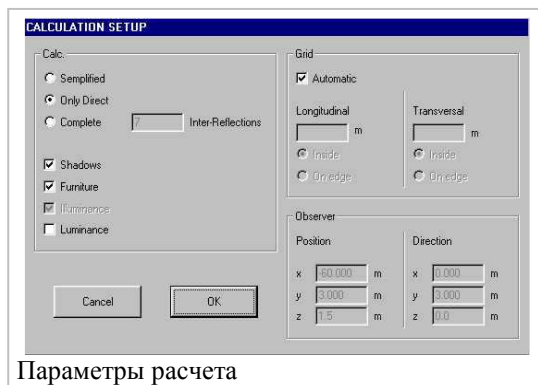 CALCULATION SETUP
Calc.
Semplified
Only Direct
Complete 7 Inter-Reflections
Shadows
Furniture
Illuminance
Luminance
Cancel
OK
Grid
Automatic
Longitudinal
m
Inside
On edge
Transversal
m
Inside
On edge
Observer
Position
x -60.000 m
y 3.000 m
z 1.5 m
Direction
x 0.000 m
y 3.000 m
z 0.0 m
Параметры расчета